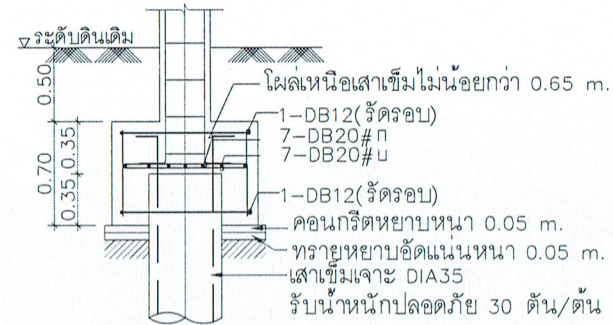 ระดับดินเดิม
0.50
0.70
0.35
0.35
โผล่เหนือเสาเข็มไม่น้อยกว่า 0.65 m.
1-DB12(รัดรอบ)
7-DB20#ก
7-DB20#ข
1-DB12(รัดรอบ)
คอนกรีตหยาบหนา 0.05 m.
ทรายหยาบอัดแน่นหนา 0.05 m.
เสาเข็มเจาะ DIA35
รับน้ำหนักปลอดภัย 30 ตัน/ต้น